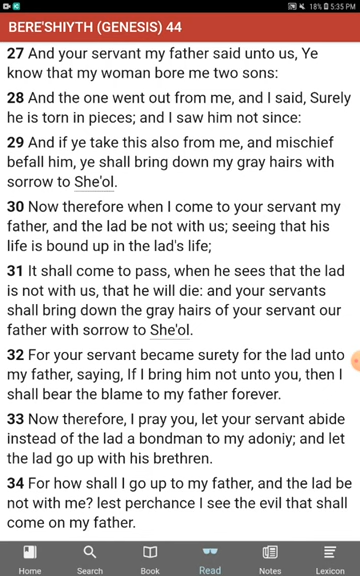 18% 5:35 PM
BERE'SHIYTH (GENESIS) 44
27 And your servant my father said unto us, Ye
know that my woman bore me two sons:
28 And the one went out from me, and I said, Surely
he is torn in pieces; and I saw him not since:
29 And if ye take this also from me, and mischief
befall him, ye shall bring down my gray hairs with
sorrow to She'ol.
30 Now therefore when I come to your servant my
father, and the lad be not with us; seeing that his
life is bound up in the lad's life;
31 It shall come to pass, when he sees that the lad
is not with us, that he will die: and your servants
shall bring down the gray hairs of your servant our
father with sorrow to She'ol.
32 For your servant became surety for the lad unto
my father, saying, If I bring him not unto you, then I
shall bear the blame to my father forever.
33 Now therefore, I pray you, let your servant abide
instead of the lad a bondman to my adoniy; and let
the lad go up with his brethren.
34 For how shall I go up to my father, and the lad be
not with me? lest perchance I see the evil that shall
come on my father.
Home Search Book Read Notes Lexicon